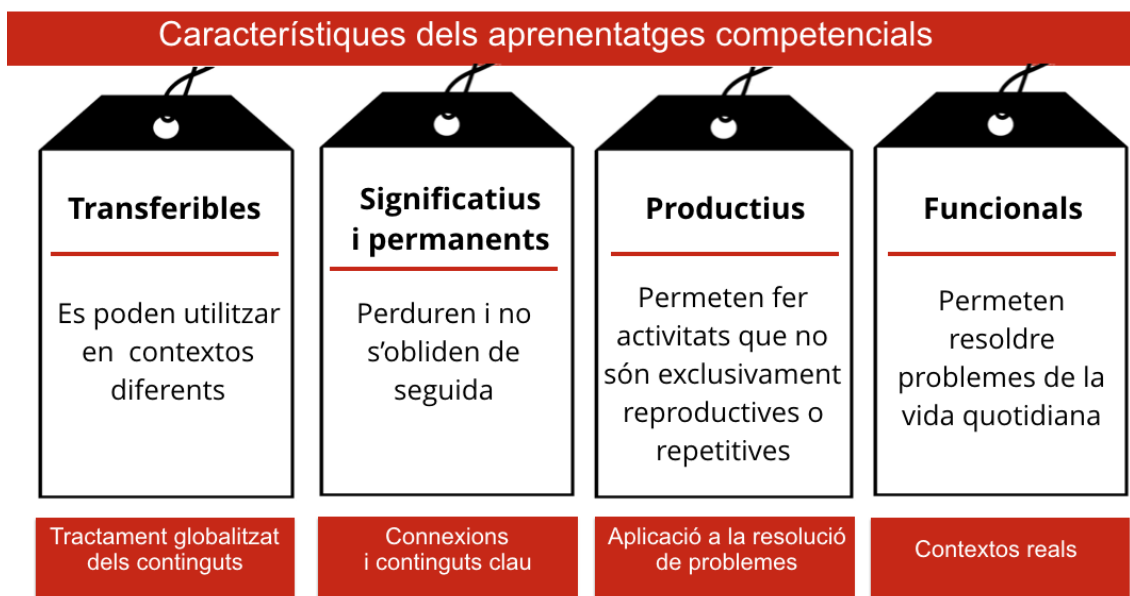 Característiques dels aprenentatges competencials
Transferibles
Es poden utilitzar
en contextos
diferents
Tractament globalitzat
dels continguts
Significatius
i permanents
Perduren i no
s’obliden de
seguida
Connexions
i continguts clau
Productius
Permeten fer
activitats que no
són exclusivament
reproductives o
repetitives
Aplicació a la resolució
de problemes
Funcionals
Permeten
resoldre
problemes de la
vida quotidiana
Contextos reals